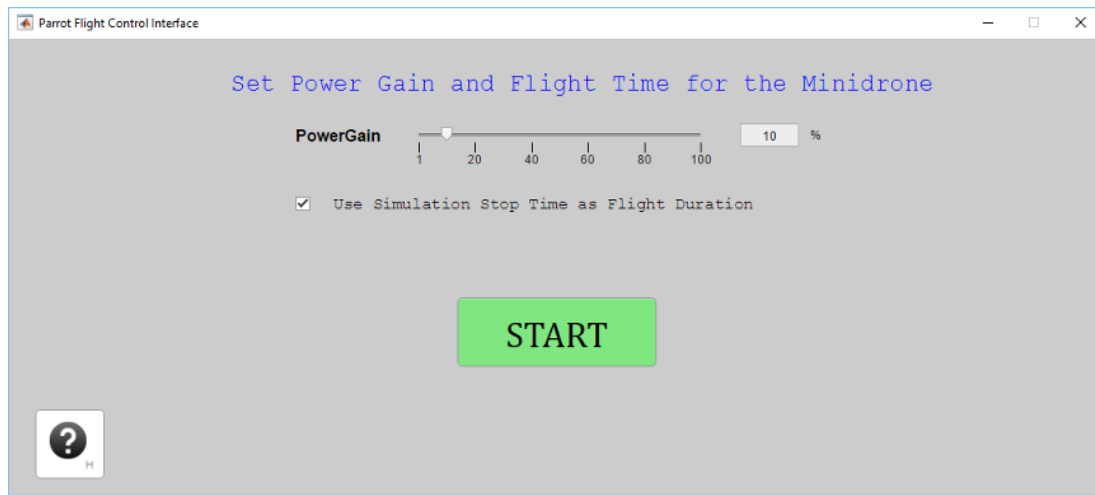 Parrot Flight Control Interface
Set Power Gain and Flight Time for the Minidrone
PowerGain
10 %
1 20 40 60 80 100
Use Simulation Stop Time as Flight Duration
START
?
H